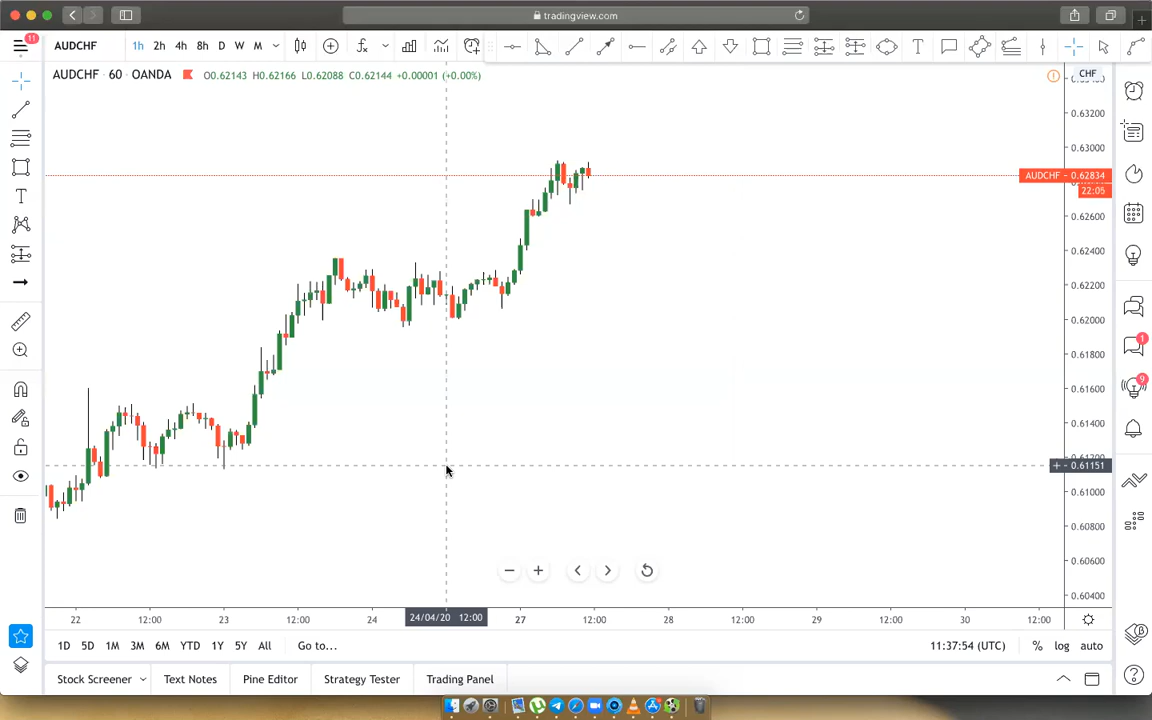 tradingview.com
11
AUDCHF
1h 2h 4h 8h D W M
AUDCHF · 60 · OANDA
O0.62143 H0.62166 L0.62088 C0.62144 +0.00001 (+0.00%)
CHF
0.63200
0.63000
AUDCHF - 0.62834
22:05
0.62600
0.62400
0.62200
0.62000
0.61800
0.61600
0.61400
+ - 0.61151
0.61000
0.60800
0.60600
0.60400
1
9
22 12:00 23 12:00 24 24/04/20 12:00 27 12:00 28 12:00 29 12:00 30 12:00
1D 5D 1M 3M 6M YTD 1Y 5Y All Go to...
11:37:54 (UTC) % log auto
Stock Screener Text Notes Pine Editor Strategy Tester Trading Panel